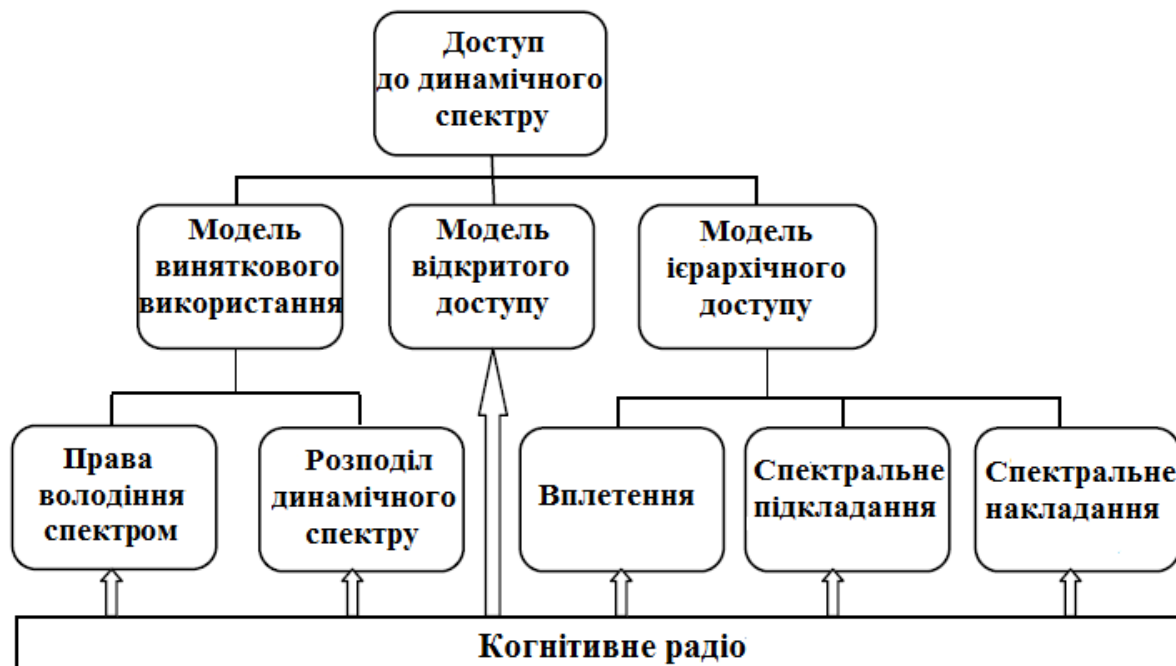 Доступ
до динамічного
спектру
Модель
виняткового
використання
Модель
відкритого
доступу
Модель
ієрархічного
доступу
Права
володіння
спектром
Розподіл
динамічного
спектру
Вплетення
Спектральне
підкладання
Спектральне
накладання
Когнітивне радіо